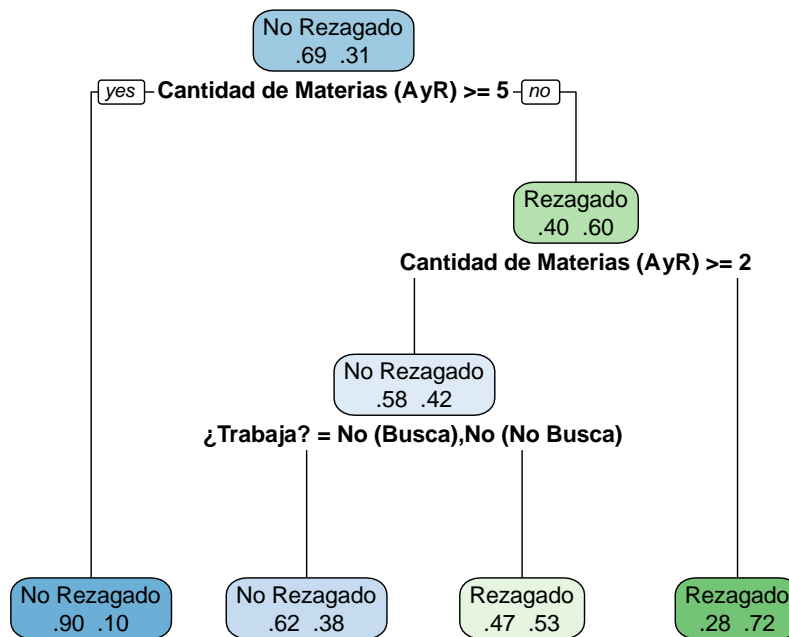 No Rezagado
.69 .31
yes
Cantidad de Materias (AyR) >= 5
no
Rezagado
.40 .60
Cantidad de Materias (AyR) >= 2
No Rezagado
.58 .42
¿Trabaja? = No (Busca),No (No Busca)
No Rezagado
.90 .10
No Rezagado
.62 .38
Rezagado
.47 .53
Rezagado
.28 .72